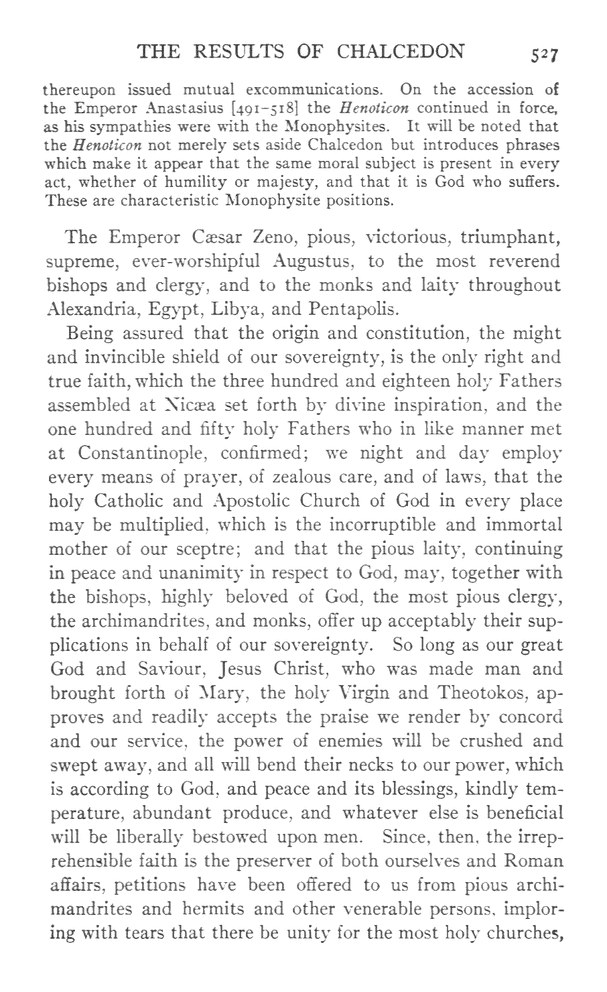 THE RESULTS OF CHALCEDON 527
thereupon issued mutual excommunications. On the accession of
the Emperor Anastasius [491–518] the Henoticon continued in force,
as his sympathies were with the Monophysites. It will be noted that
the Henoticon not merely sets aside Chalcedon but introduces phrases
which make it appear that the same moral subject is present in every
act, whether of humility or majesty, and that it is God who suffers.
These are characteristic Monophysite positions.
The Emperor Cæsar Zeno, pious, victorious, triumphant,
supreme, ever-worshipful Augustus, to the most reverend
bishops and clergy, and to the monks and laity throughout
Alexandria, Egypt, Libya, and Pentapolis.
Being assured that the origin and constitution, the might
and invincible shield of our sovereignty, is the only right and
true faith, which the three hundred and eighteen holy Fathers
assembled at Nicæa set forth by divine inspiration, and the
one hundred and fifty holy Fathers who in like manner met
at Constantinople, confirmed; we night and day employ
every means of prayer, of zealous care, and of laws, that the
holy Catholic and Apostolic Church of God in every place
may be multiplied, which is the incorruptible and immortal
mother of our sceptre; and that the pious laity, continuing
in peace and unanimity in respect to God, may, together with
the bishops, highly beloved of God, the most pious clergy,
the archimandrites, and monks, offer up acceptably their sup-
plications in behalf of our sovereignty. So long as our great
God and Saviour, Jesus Christ, who was made man and
brought forth of Mary, the holy Virgin and Theotokos, ap-
proves and readily accepts the praise we render by concord
and our service, the power of enemies will be crushed and
swept away, and all will bend their necks to our power, which
is according to God, and peace and its blessings, kindly tem-
perature, abundant produce, and whatever else is beneficial
will be liberally bestowed upon men. Since, then, the irrep-
rehensible faith is the preserver of both ourselves and Roman
affairs, petitions have been offered to us from pious archi-
mandrites and hermits and other venerable persons, implor-
ing with tears that there be unity for the most holy churches,